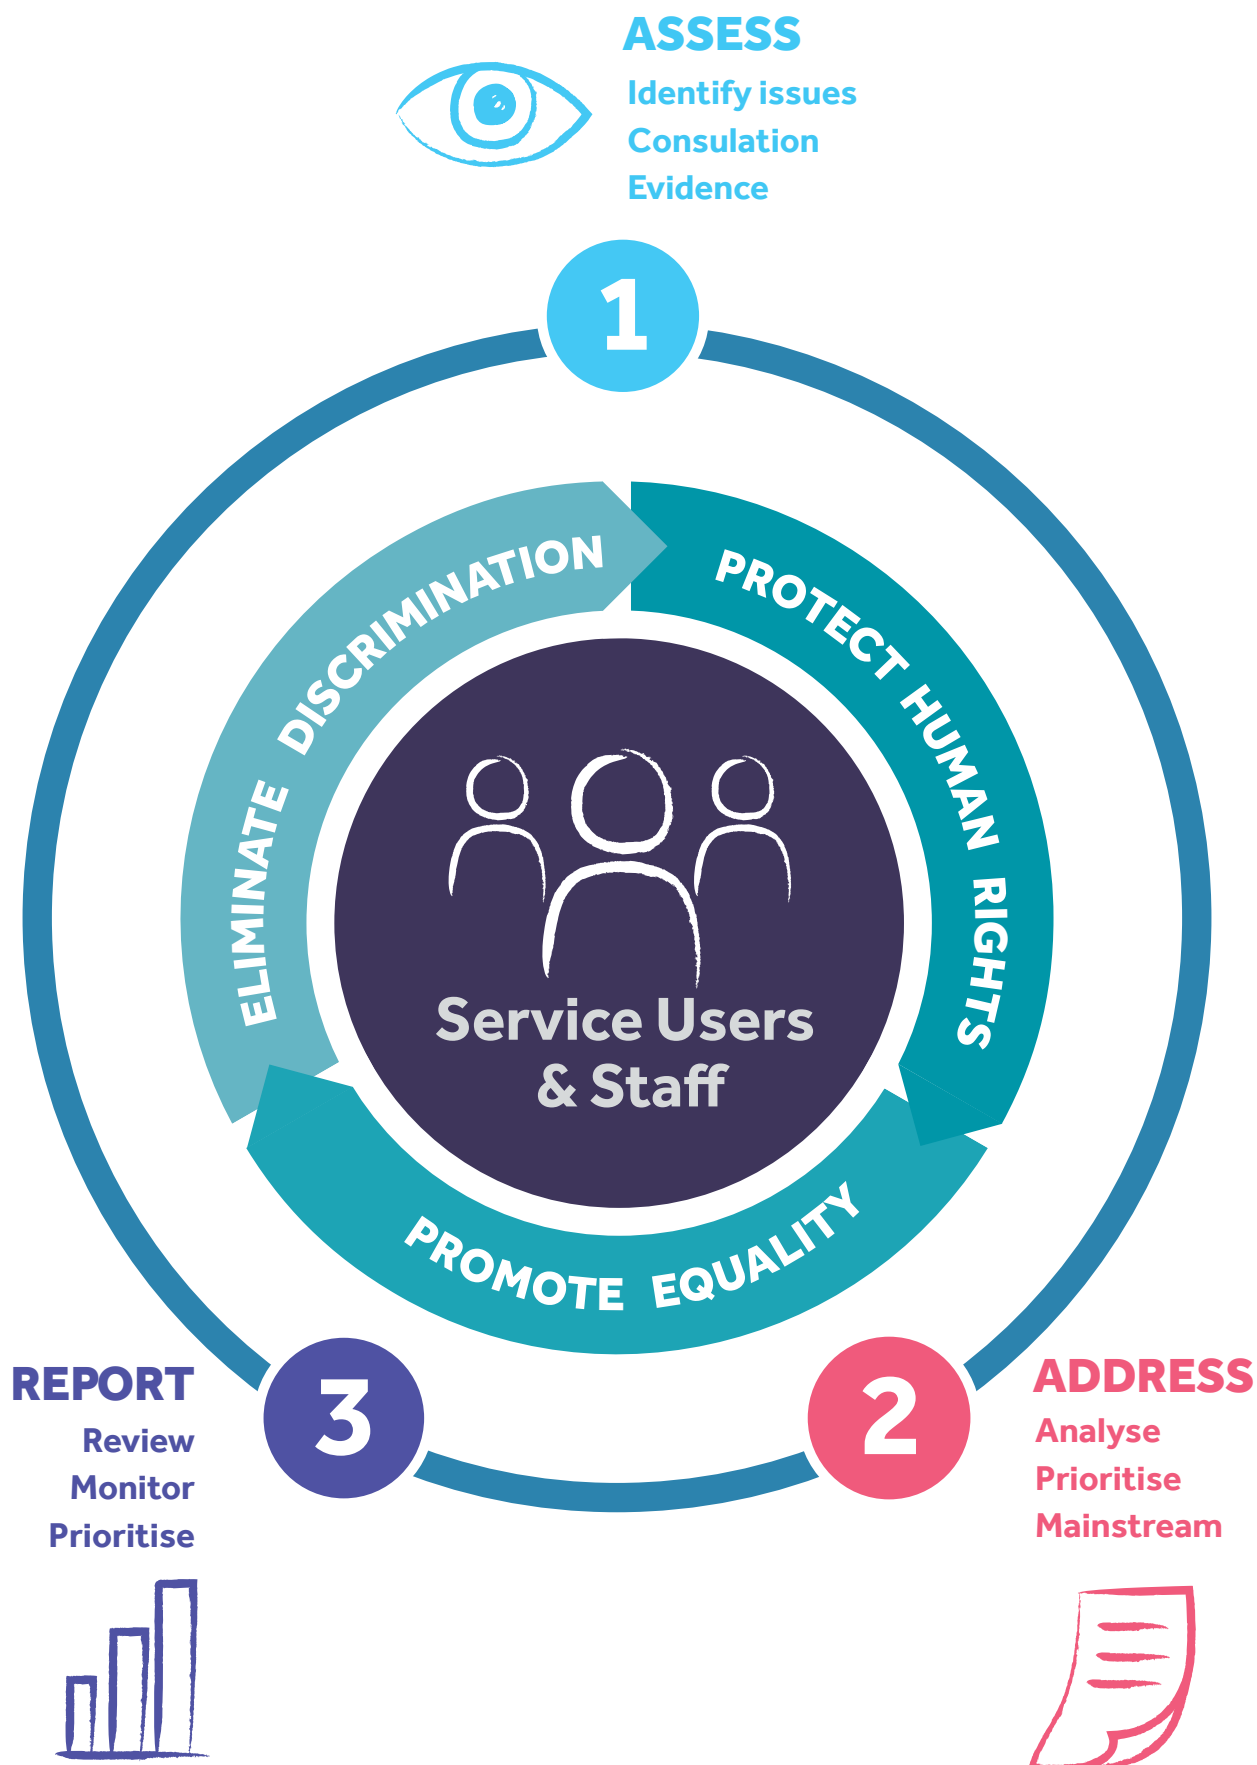 ASSESS
Identify issues
Consulation
Evidence
1
ELIMINATE DISCRIMINATION
PROTECT HUMAN RIGHTS
Service Users
& Staff
PROMOTE EQUALITY
3
2
REPORT
Review
Monitor
Prioritise
ADDRESS
Analyse
Prioritise
Mainstream